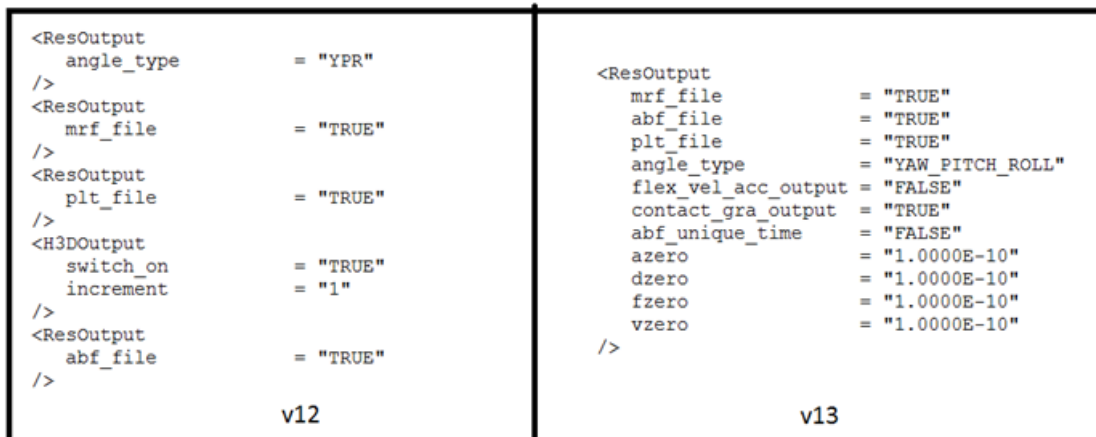 <ResOutput
angle_type = "YPR"
/>
<ResOutput
mrf_file = "TRUE"
/>
<ResOutput
plt_file = "TRUE"
/>
<H3DOutput
switch_on = "TRUE"
increment = "1"
/>
<ResOutput
abf_file = "TRUE"
/>
v12
<ResOutput
mrf_file = "TRUE"
abf_file = "TRUE"
plt_file = "TRUE"
angle_type = "YAW_PITCH_ROLL"
flex_vel_acc_output = "FALSE"
contact_gra_output = "TRUE"
abf_unique_time = "FALSE"
azero = "1.0000E-10"
dzero = "1.0000E-10"
fzero = "1.0000E-10"
vzero = "1.0000E-10"
/>
v13